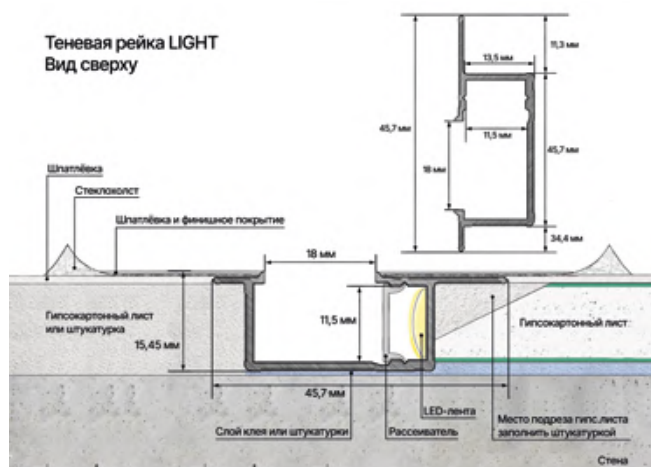 Теневая рейка LIGHT
Вид сверху
11,3 мм
13,5 мм
45,7 мм
11,5 мм
45,7 мм
18 мм
34,4 мм
Шпатлёвка
Стеклохолст
Шпатлёвка и финишное покрытие
18 мм
Гипсокартонный лист
или штукатурка
15,45 мм
11,5 мм
Гипсокартонный лист
45,7 мм
LED-лента
Слой клея или штукатурки
Рассеиватель
Место подреза гипс.листа
заполнить штукатуркой
Стена